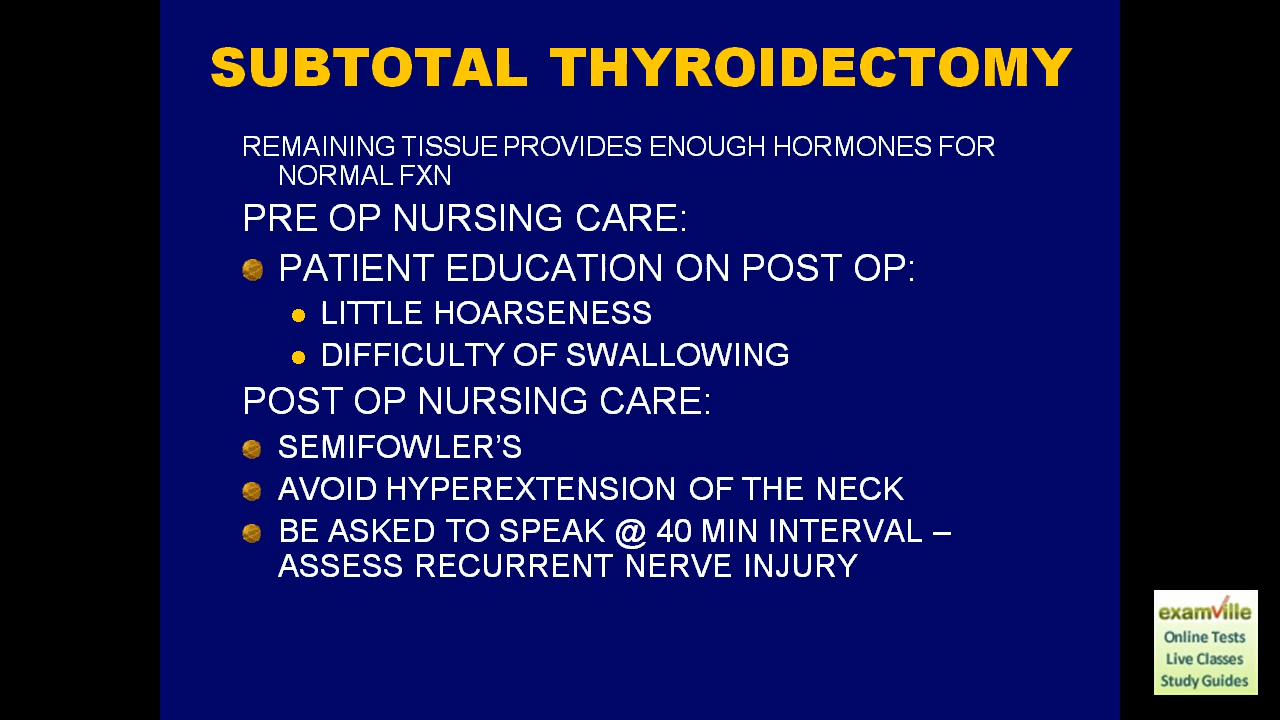 SUBTOTAL THYROIDECTOMY
REMAINING TISSUE PROVIDES ENOUGH HORMONES FOR
NORMAL FXN
PRE OP NURSING CARE:
PATIENT EDUCATION ON POST OP:
LITTLE HOARSENESS
DIFFICULTY OF SWALLOWING
POST OP NURSING CARE:
SEMIFOWLER’S
AVOID HYPEREXTENSION OF THE NECK
BE ASKED TO SPEAK @ 40 MIN INTERVAL –
ASSESS RECURRENT NERVE INJURY
examville
Online Tests
Live Classes
Study Guides